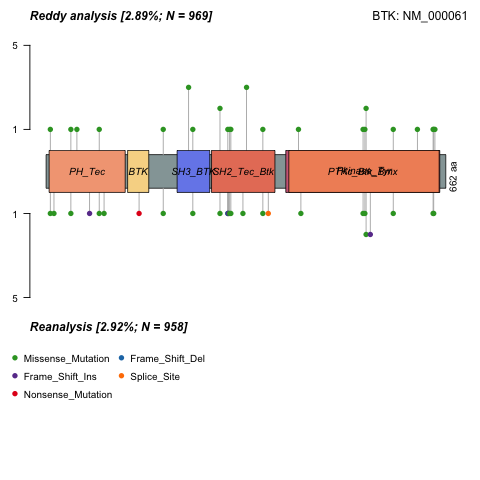 Reddy analysis [2.89%; N = 969]
BTK: NM_000061
5
1
PH_Tec
BTK
SH3_BTK
SH2_Tec_Btk
662 aa
1
5
Reanalysis [2.92%; N = 958]
Missense_Mutation
Frame_Shift_Del
Frame_Shift_Ins
Splice_Site
Nonsense_Mutation